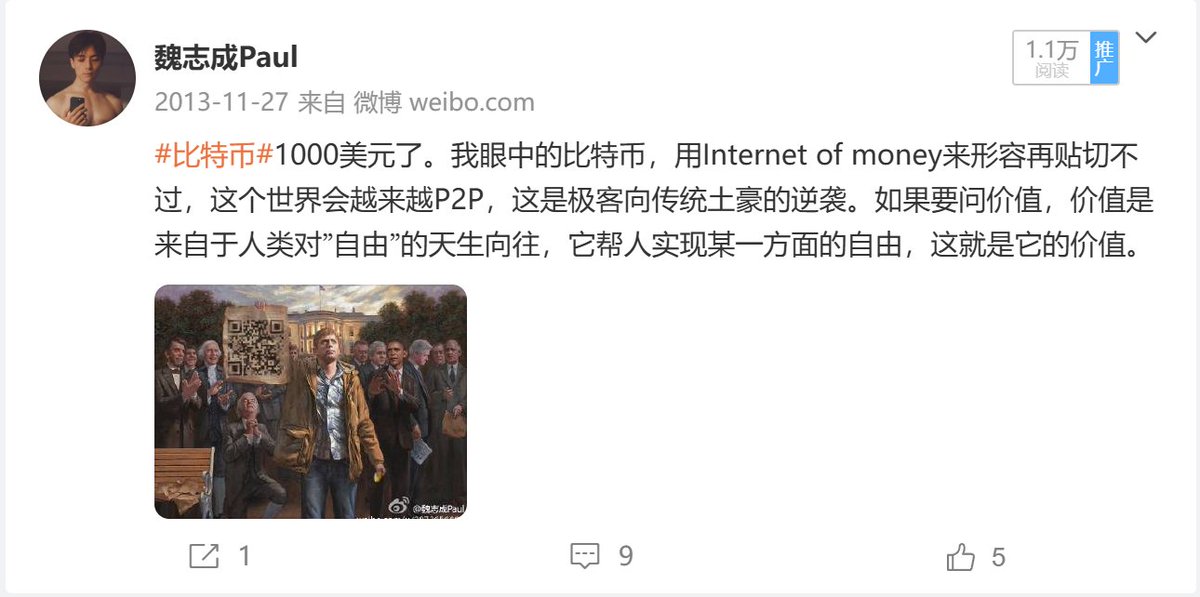 魏志成Paul
2013-11-27 来自 微博 weibo.com
1.1万
阅读
推广
#比特币#1000美元了。我眼中的比特币，用Internet of money来形容再贴切不
过，这个世界会越来越P2P，这是极客向传统土豪的逆袭。如果要问价值，价值是
来自于人类对”自由”的天生向往，它帮人实现某一方面的自由，这就是它的价值。
@魏志成Paul
1
9
5